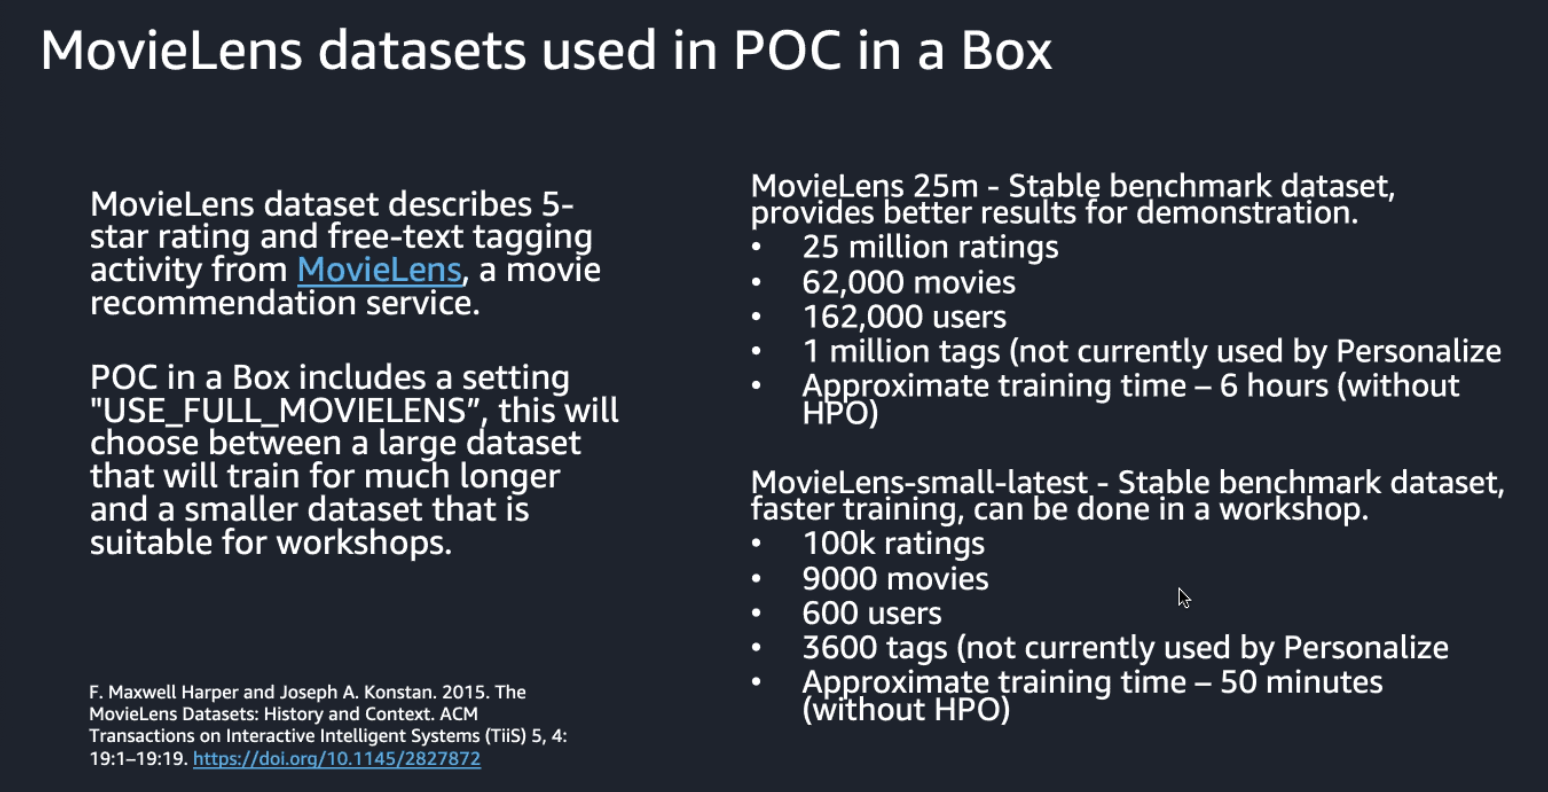 MovieLens datasets used in POC in a Box
MovieLens dataset describes 5-
star rating and free-text tagging
activity from MovieLens, a movie
recommendation service.
POC in a Box includes a setting
"USE_FULL_MOVIELENS”, this will
choose between a large dataset
that will train for much longer
and a smaller dataset that is
suitable for workshops.
F. Maxwell Harper and Joseph A. Konstan. 2015. The
MovieLens Datasets: History and Context. ACM
Transactions on Interactive Intelligent Systems (TiiS) 5, 4:
19:1–19:19. https://doi.org/10.1145/2827872
MovieLens 25m - Stable benchmark dataset,
provides better results for demonstration.
• 25 million ratings
• 62,000 movies
• 162,000 users
• 1 million tags (not currently used by Personalize
• Approximate training time – 6 hours (without
HPO)
MovieLens-small-latest - Stable benchmark dataset,
faster training, can be done in a workshop.
• 100k ratings
• 9000 movies
• 600 users
• 3600 tags (not currently used by Personalize
• Approximate training time – 50 minutes
(without HPO)